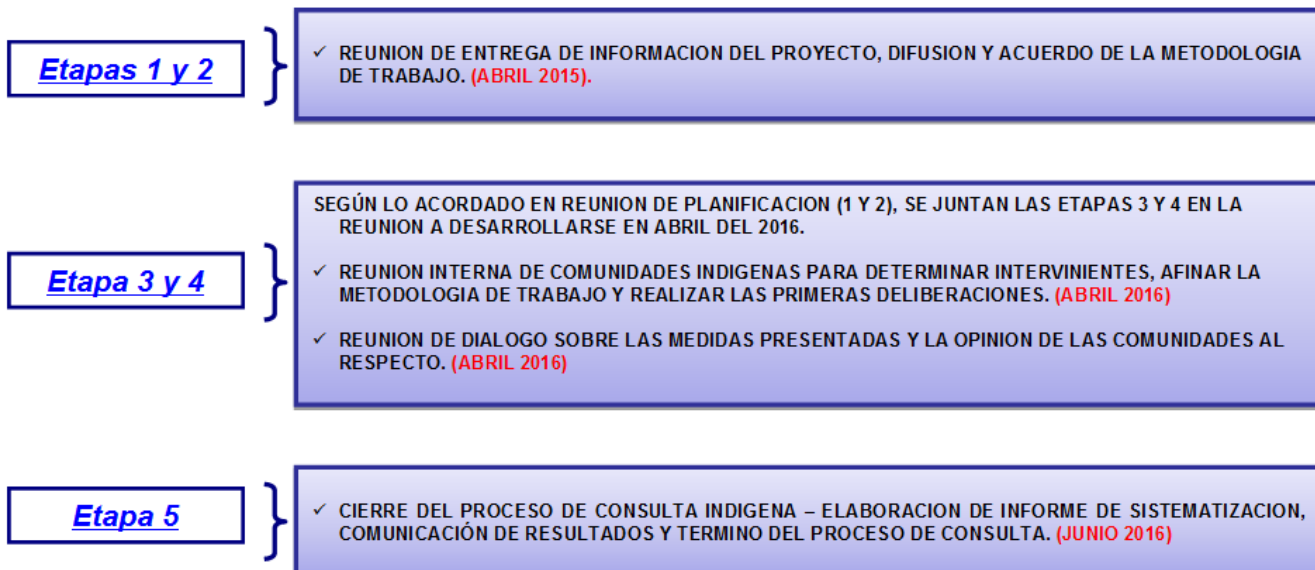 Etapas 1 y 2
✓ REUNION DE ENTREGA DE INFORMACION DEL PROYECTO, DIFUSION Y ACUERDO DE LA METODOLOGIA
DE TRABAJO. (ABRIL 2015).
Etapa 3 y 4
SEGÚN LO ACORDADO EN REUNION DE PLANIFICACION (1 Y 2), SE JUNTAN LAS ETAPAS 3 Y 4 EN LA
REUNION A DESARROLLARSE EN ABRIL DEL 2016.
✓ REUNION INTERNA DE COMUNIDADES INDIGENAS PARA DETERMINAR INTERVINIENTES, AFINAR LA
METODOLOGIA DE TRABAJO Y REALIZAR LAS PRIMERAS DELIBERACIONES. (ABRIL 2016)
✓ REUNION DE DIALOGO SOBRE LAS MEDIDAS PRESENTADAS Y LA OPINION DE LAS COMUNIDADES AL
RESPECTO. (ABRIL 2016)
Etapa 5
✓ CIERRE DEL PROCESO DE CONSULTA INDIGENA – ELABORACION DE INFORME DE SISTEMATIZACION,
COMUNICACIÓN DE RESULTADOS Y TERMINO DEL PROCESO DE CONSULTA. (JUNIO 2016)